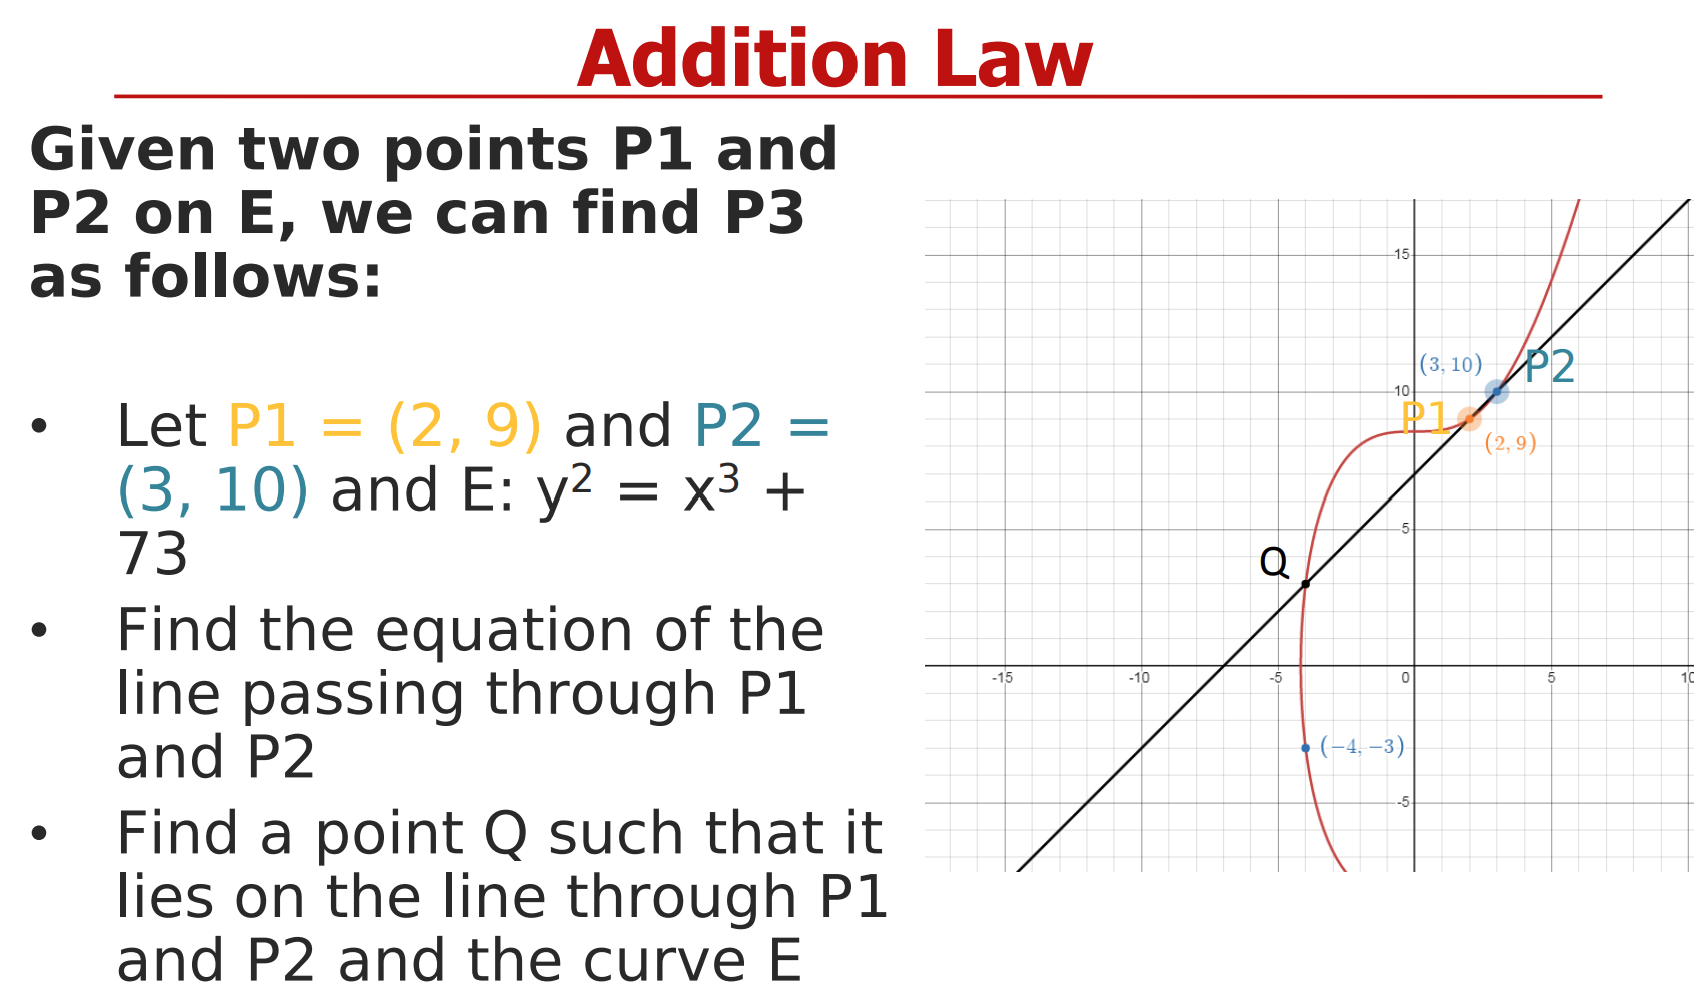 Addition Law
Given two points P1 and
P2 on E, we can find P3
as follows:
• Let P1 = (2, 9) and P2 =
(3, 10) and E: y² = x³ +
73
• Find the equation of the
line passing through P1
and P2
• Find a point Q such that it
lies on the line through P1
and P2 and the curve E
15
(3, 10) P2
10
P1
(2, 9)
5
Q
-15 -10 -5 0 5 10
(−4, −3)
-5